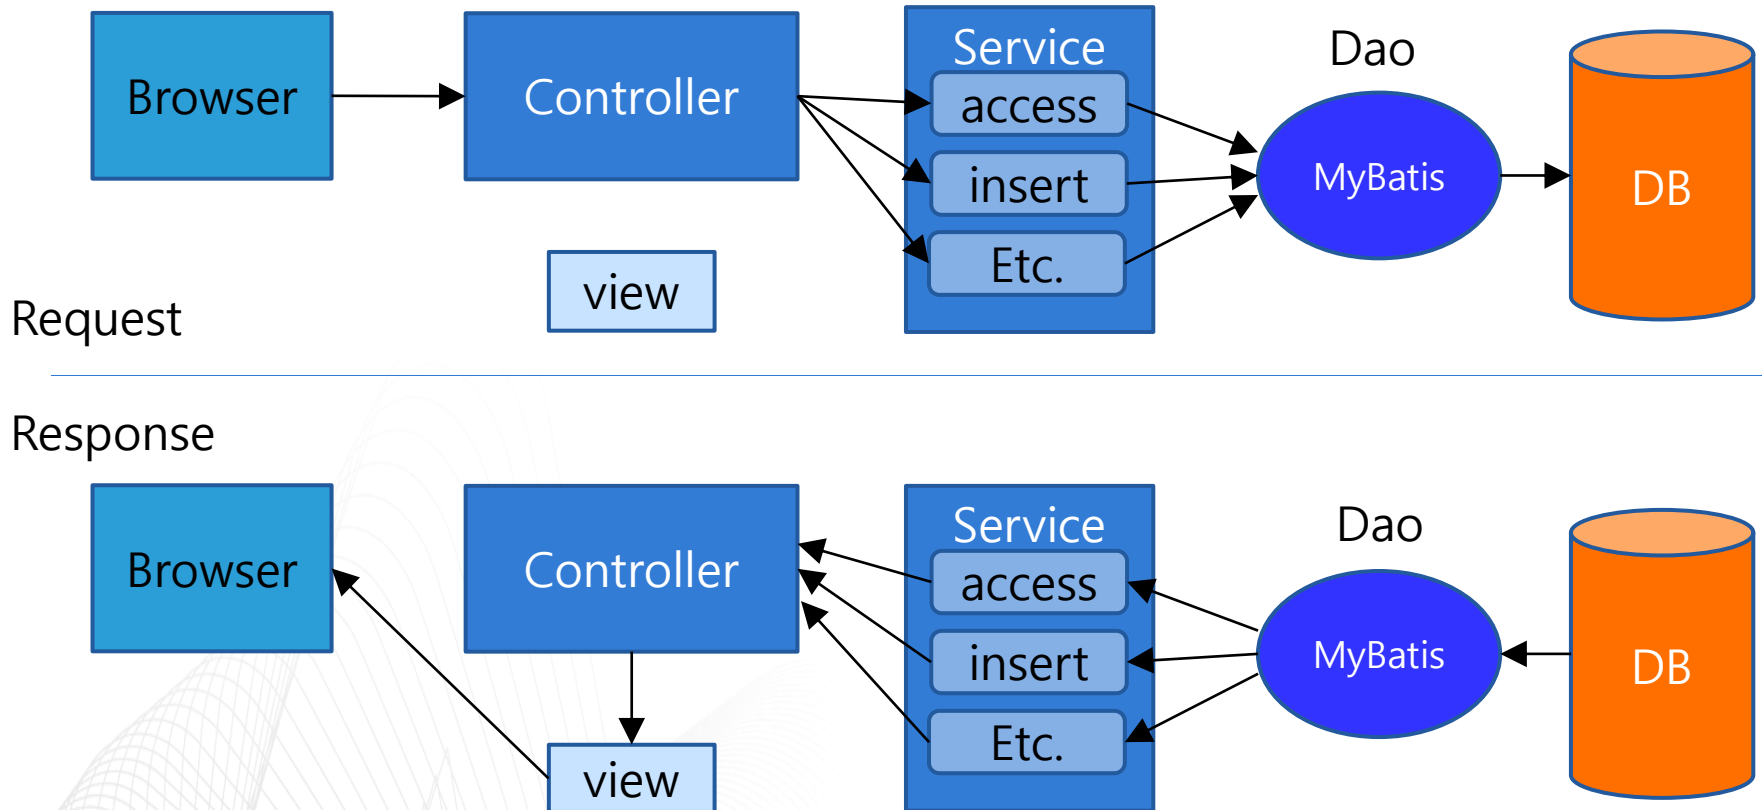 Browser
Controller
Service
access
insert
Etc.
Dao
MyBatis
DB
view
Request
Response
Browser
Controller
Service
access
insert
Etc.
Dao
MyBatis
DB
view